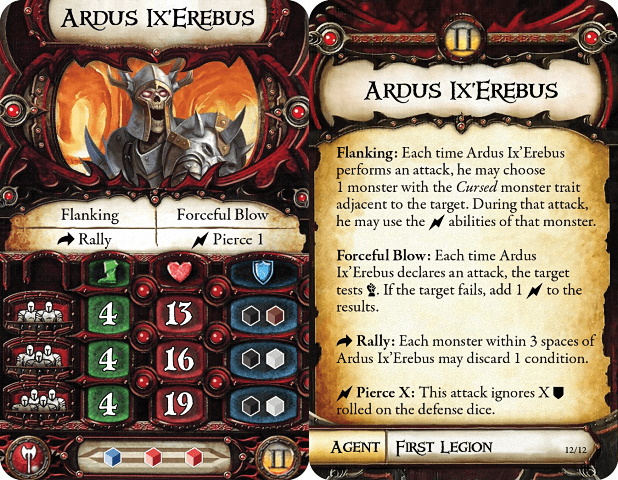 ARDUS IX'EREBUS
Flanking Forceful Blow
Rally Pierce 1
4 13
4 16
4 19
II
II
ARDUS IX'EREBUS
Flanking: Each time Ardus Ix'Erebus
performs an attack, he may choose
1 monster with the Cursed monster trait
adjacent to the target. During that attack,
he may use the abilities of that monster.
Forceful Blow: Each time Ardus
Ix'Erebus declares an attack, the target
tests . If the target fails, add 1 to the
results.
Rally: Each monster within 3 spaces of
Ardus Ix'Erebus may discard 1 condition.
Pierce X: This attack ignores X
rolled on the defense dice.
AGENT FIRST LEGION 12/12